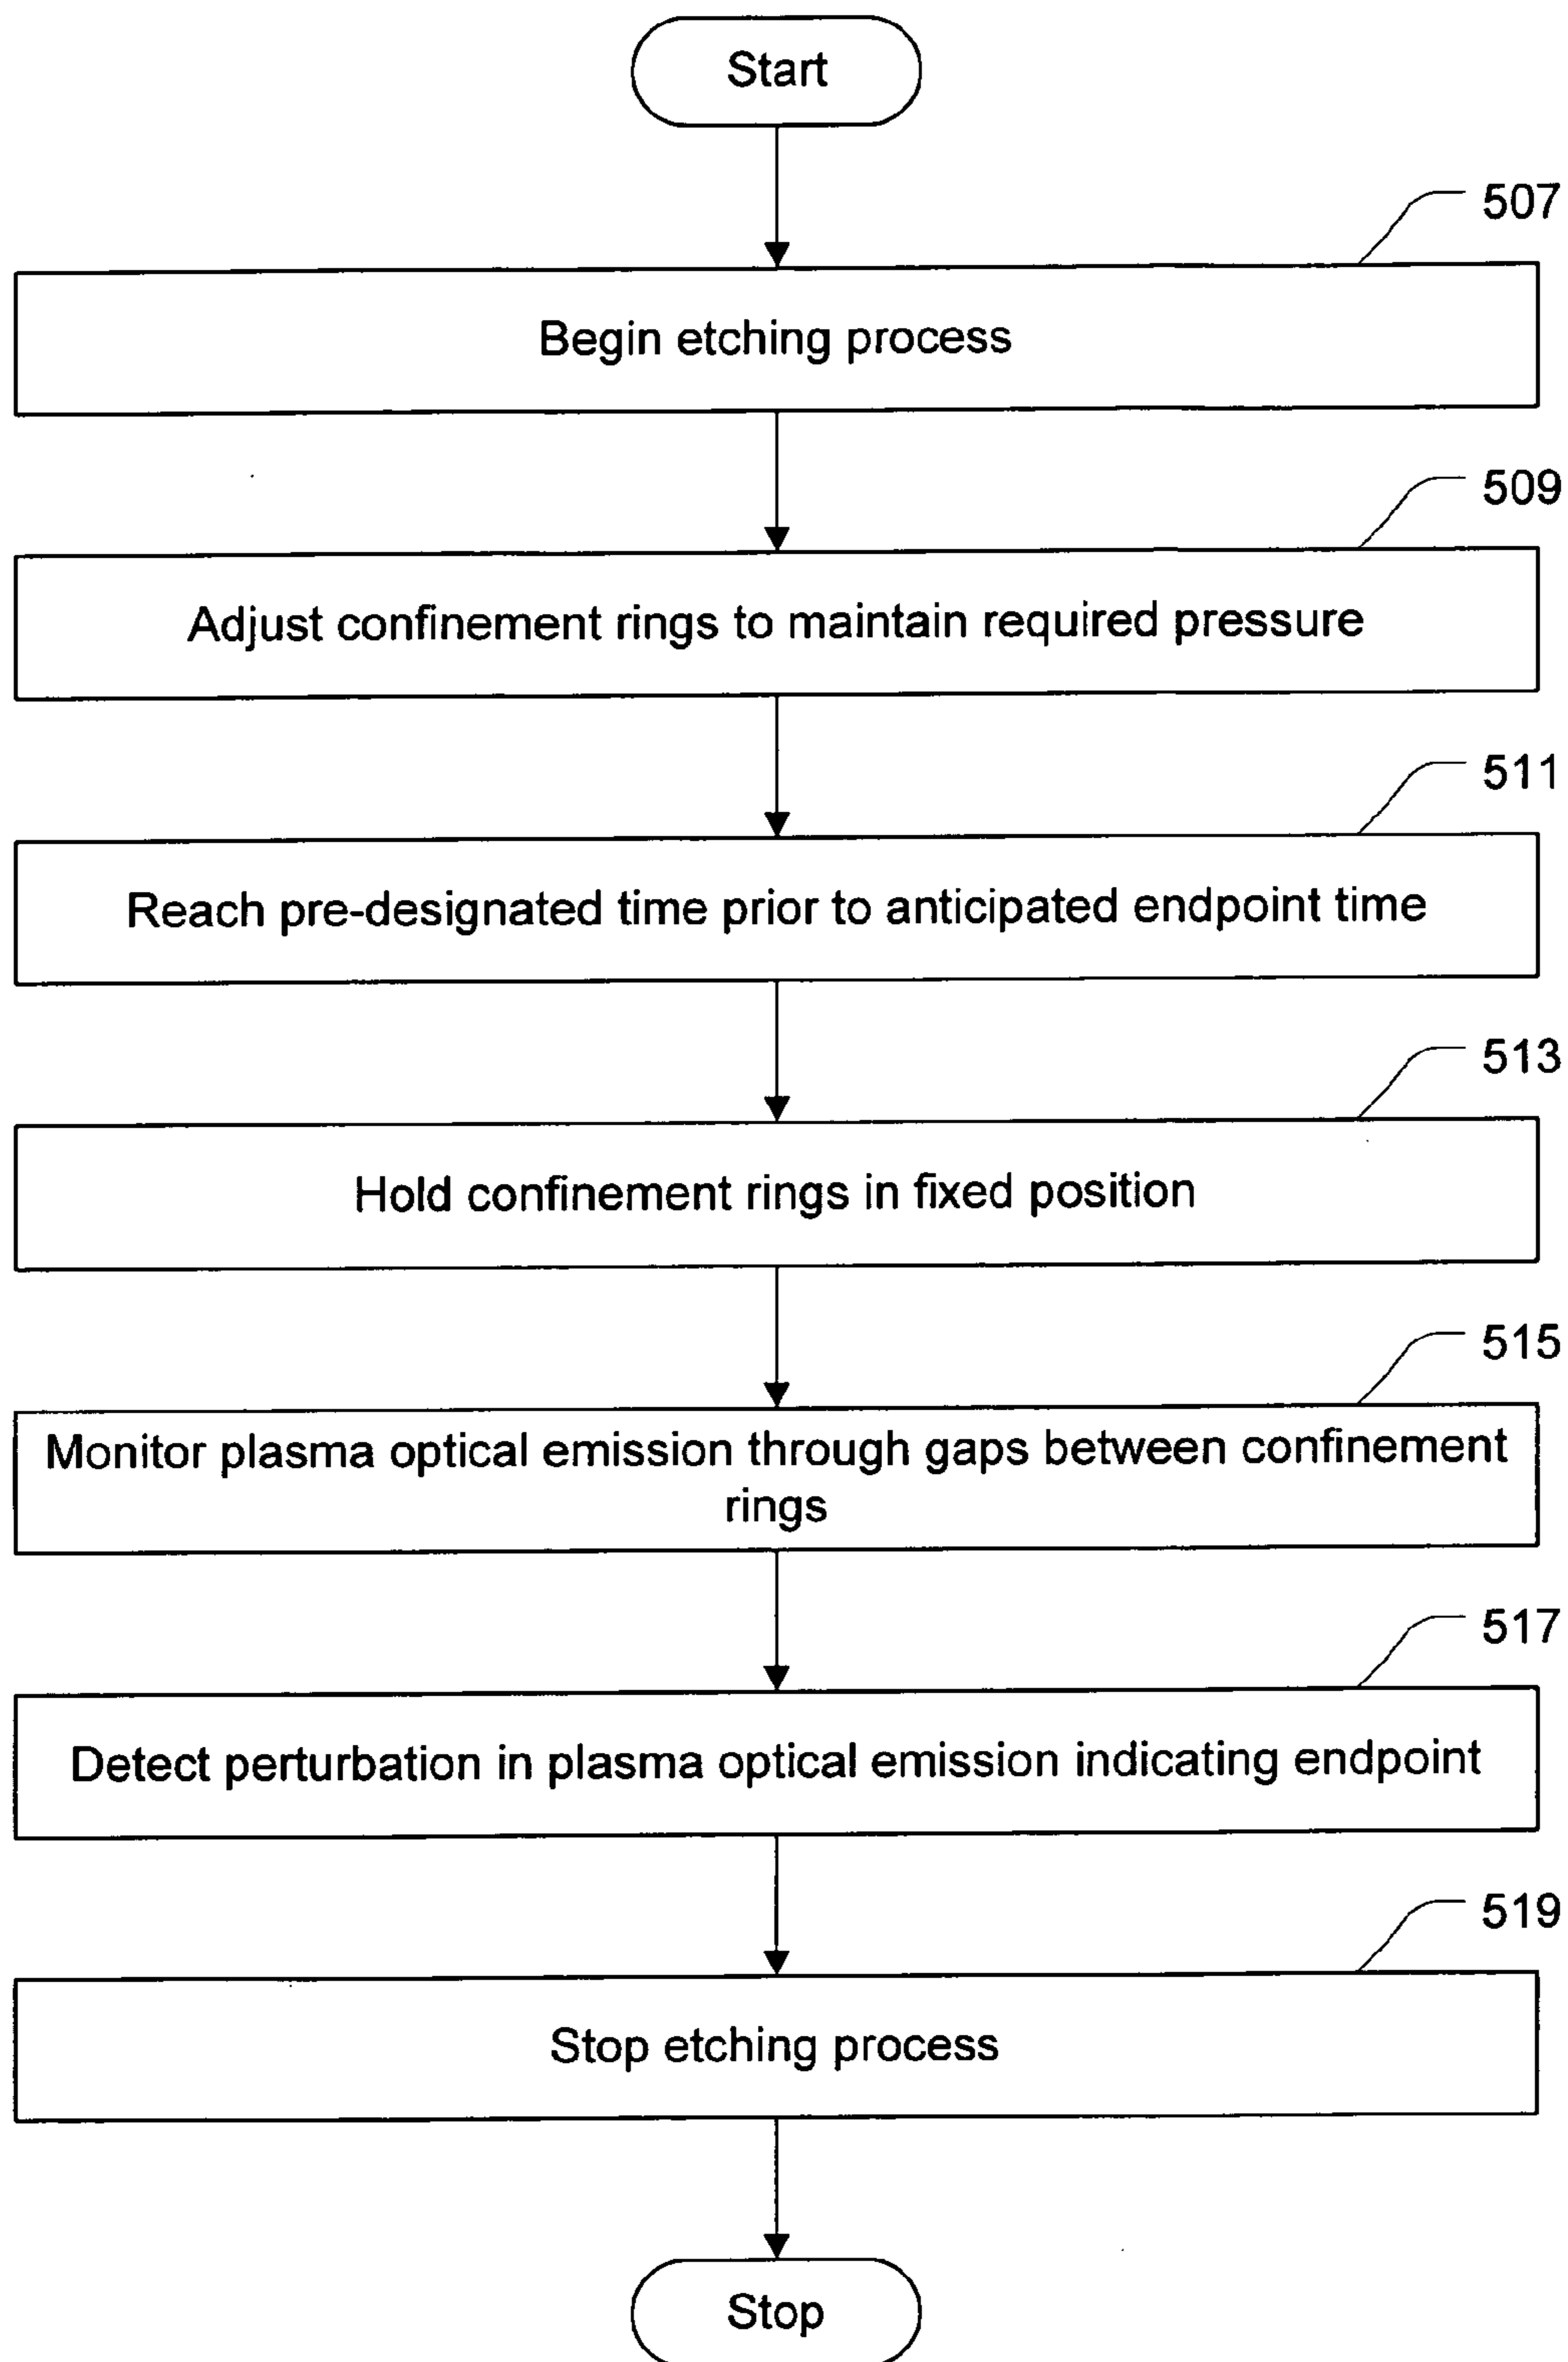 Start
507
Begin etching process
509
Adjust confinement rings to maintain required pressure
511
Reach pre-designated time prior to anticipated endpoint time
513
Hold confinement rings in fixed position
515
Monitor plasma optical emission through gaps between confinement
rings
517
Detect perturbation in plasma optical emission indicating endpoint
519
Stop etching process
Stop